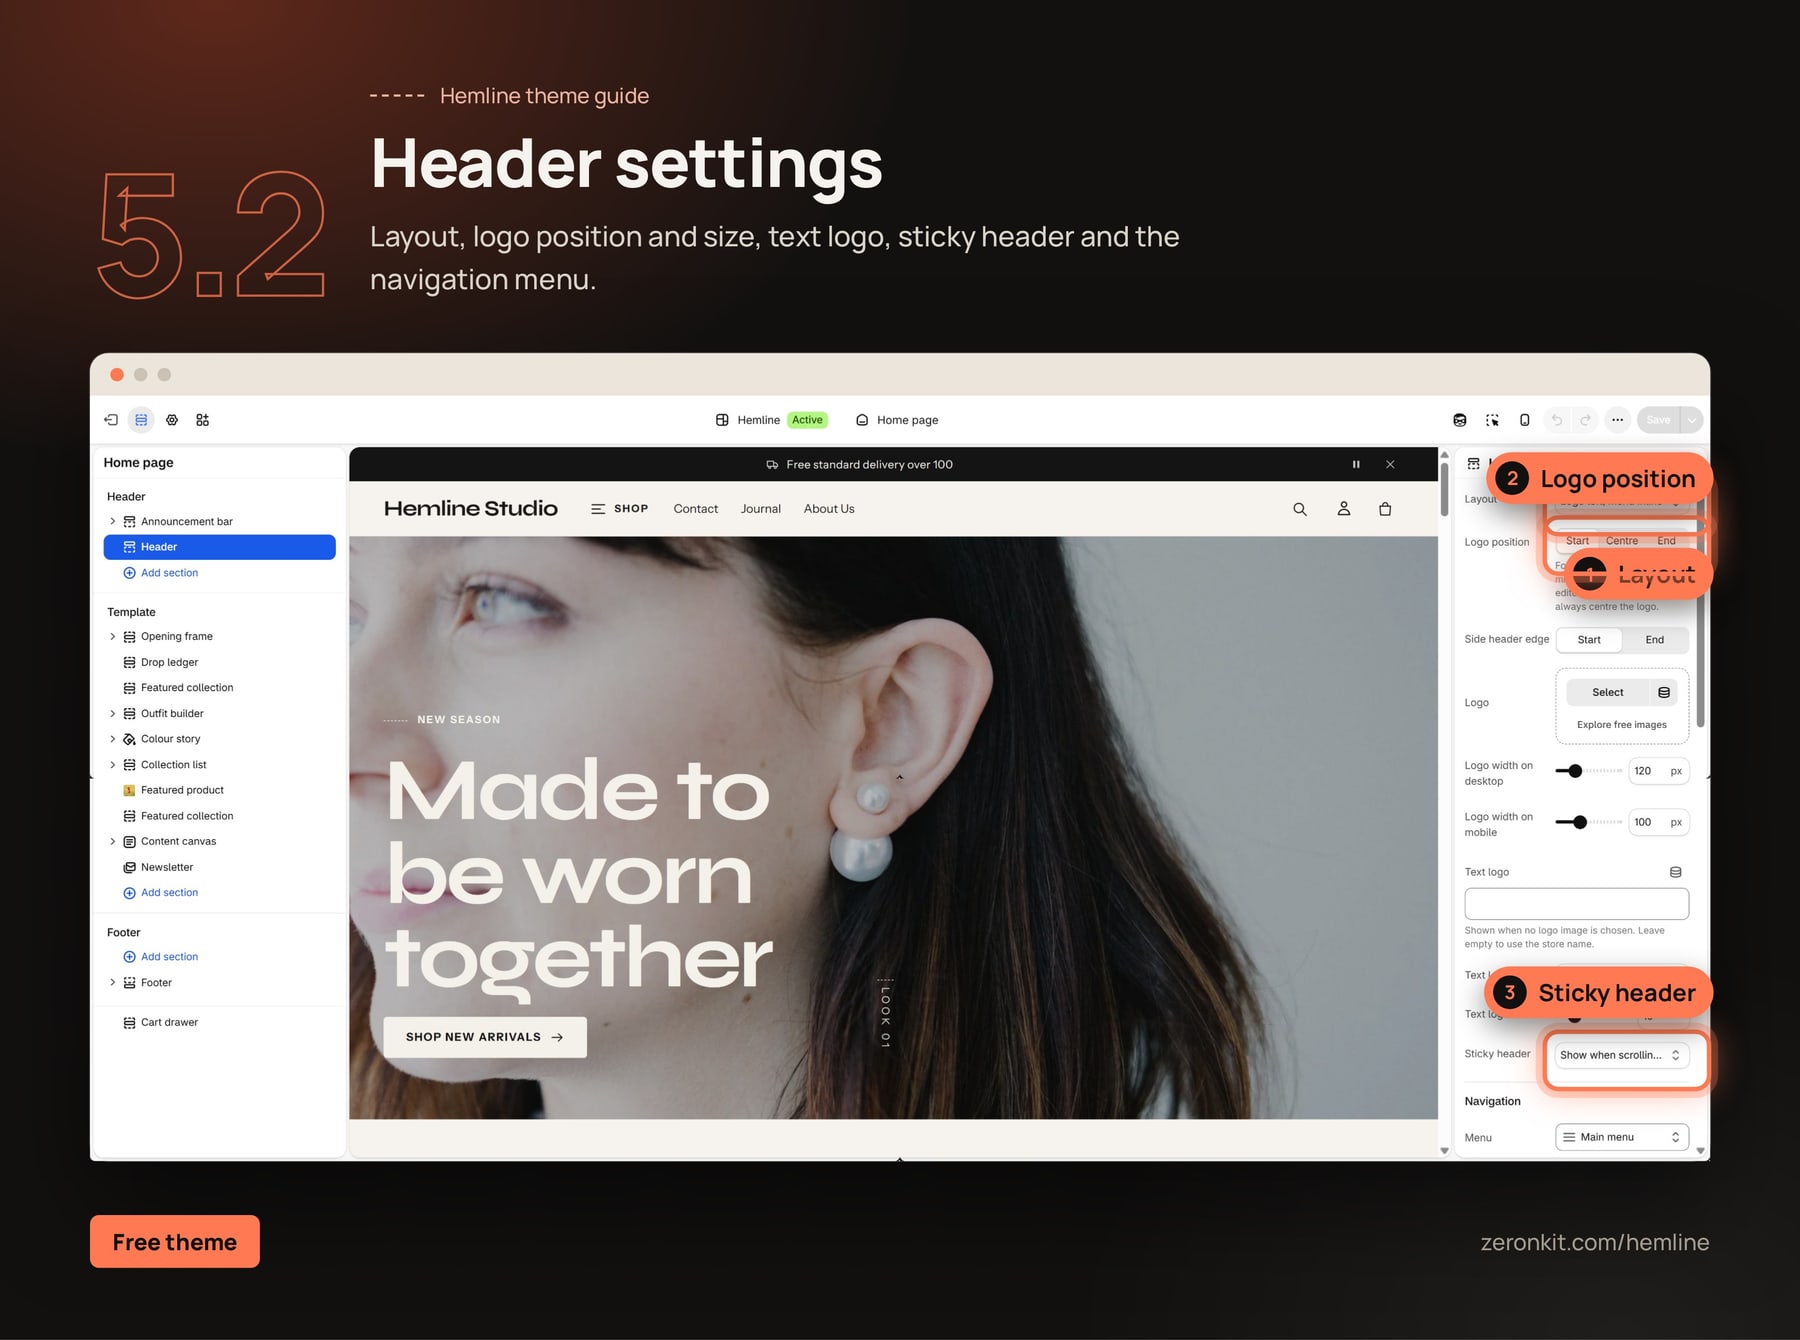 Hemline theme guide
5.2
Header settings
Layout, logo position and size, text logo, sticky header and the
navigation menu.
Hemline Active Home page
Save
Home page
Header
Announcement bar
Header
Add section
Template
Opening frame
Drop ledger
Featured collection
Outfit builder
Colour story
Collection list
Featured product
Featured collection
Content canvas
Newsletter
Add section
Footer
Add section
Footer
Cart drawer
Free standard delivery over 100
Hemline Studio SHOP Contact Journal About Us
NEW SEASON
Made to
be worn
together
SHOP NEW ARRIVALS
LOOK 01
2 Logo position
Layout
Logo position Start Centre End
1 Layout
always centre the logo.
Side header edge Start End
Logo
Select
Explore free images
Logo width on
desktop
120 px
Logo width on
mobile
100 px
Text logo
Shown when no logo image is chosen. Leave
empty to use the store name.
Text
3 Sticky header
Text
Sticky header Show when scrollin...
Navigation
Menu Main menu
Free theme
zeronkit.com/hemline